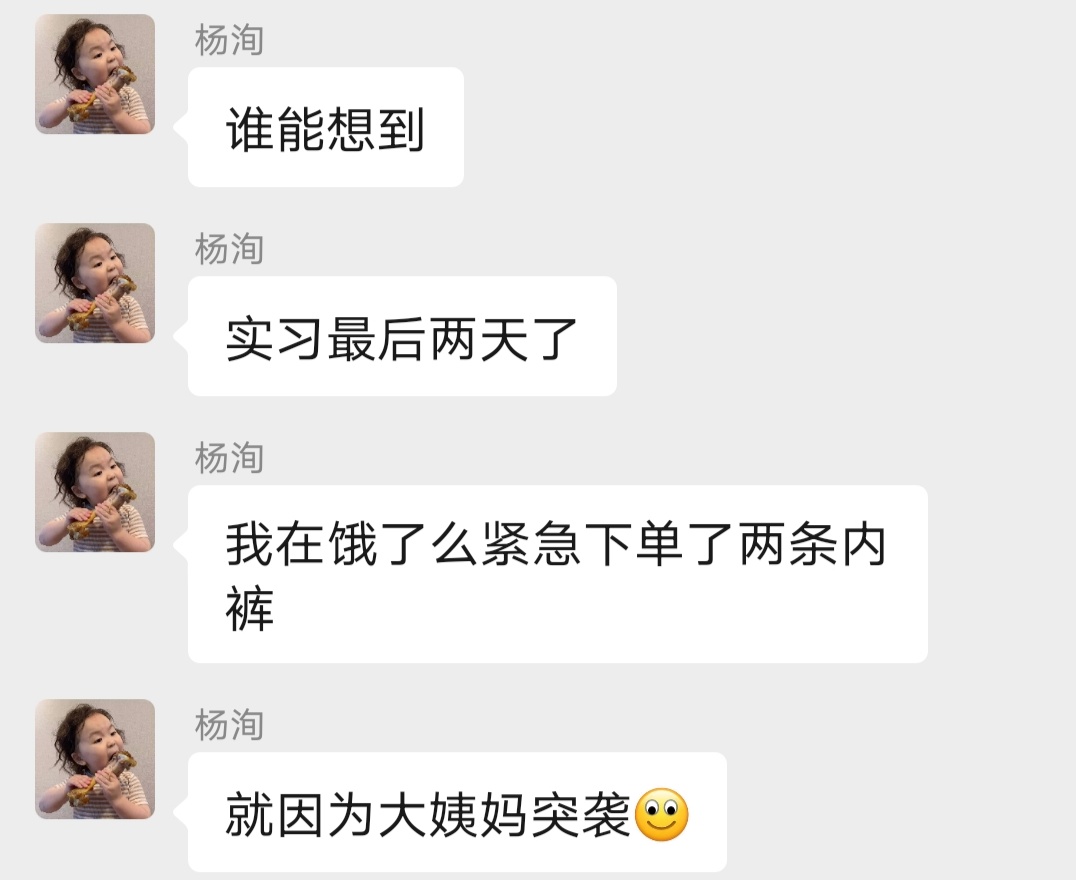 杨洵
谁能想到
杨洵
实习最后两天了
杨洵
我在饿了么紧急下单了两条内
裤
杨洵
就因为大姨妈突袭🙂